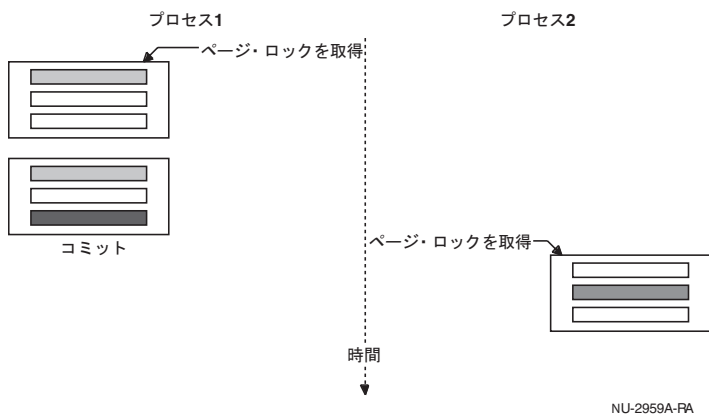 プロセス1
プロセス2
ページ・ロックを取得
コミット
ページ・ロックを取得
時間
NU-2959A-RA